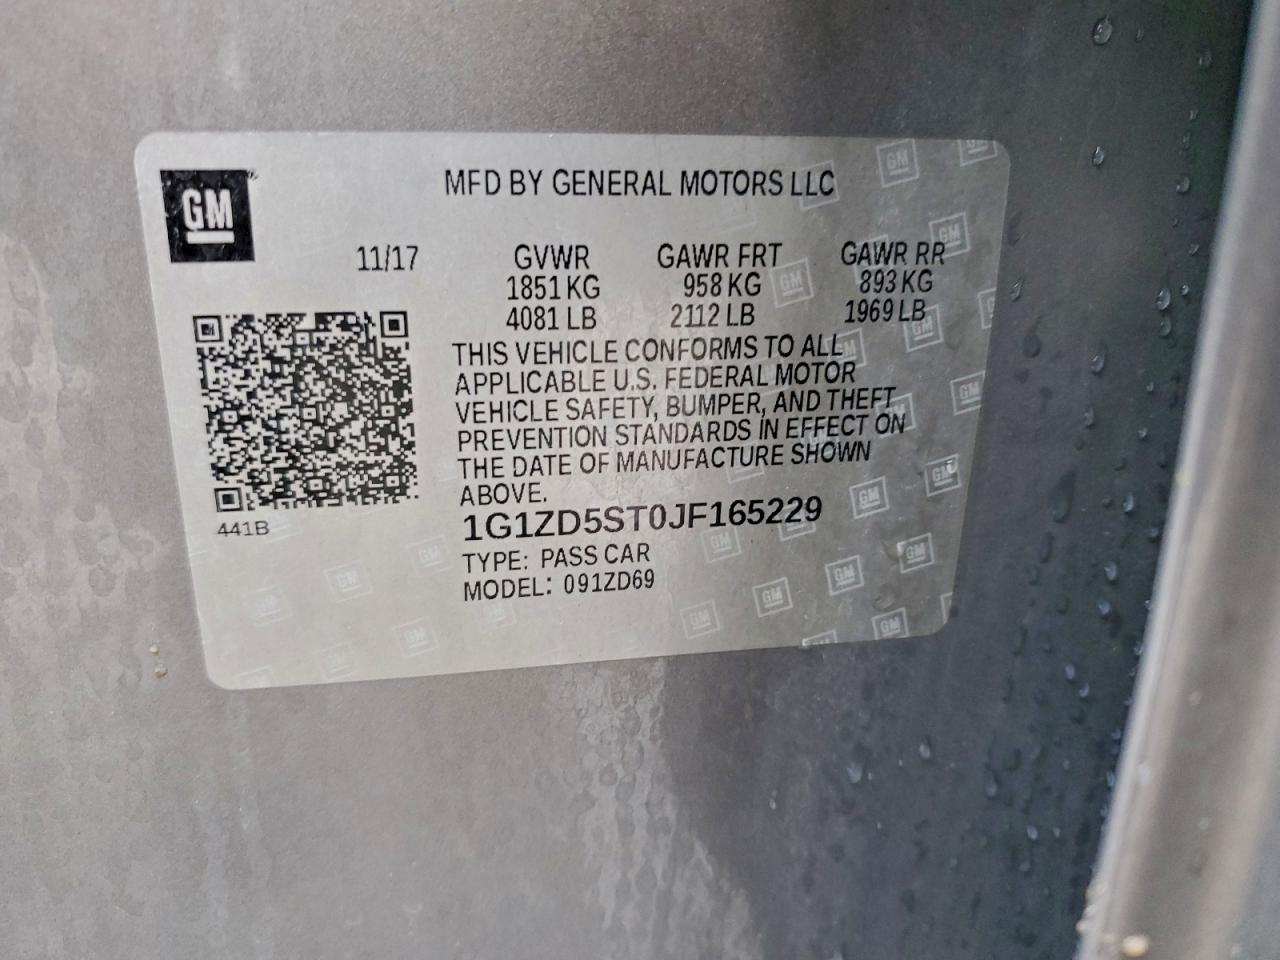 GM
MFD BY GENERAL MOTORS LLC
11/17 GVWR GAWR FRT GAWR RR
1851 KG 958 KG 893 KG
4081 LB 2112 LB 1969 LB
THIS VEHICLE CONFORMS TO ALL
APPLICABLE U.S. FEDERAL MOTOR
VEHICLE SAFETY, BUMPER, AND THEFT
PREVENTION STANDARDS IN EFFECT ON
THE DATE OF MANUFACTURE SHOWN
ABOVE.
441B
1G1ZD5ST0JF165229
TYPE: PASS CAR
MODEL: 091ZD69